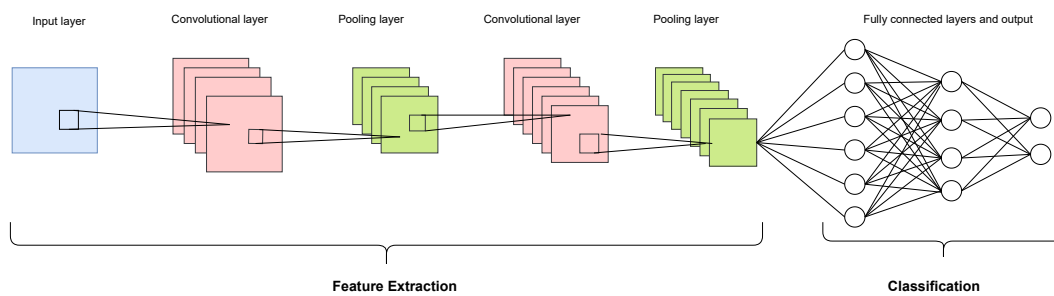 Input layer
Convolutional layer
Pooling layer
Convolutional layer
Pooling layer
Fully connected layers and output
Feature Extraction
Classification